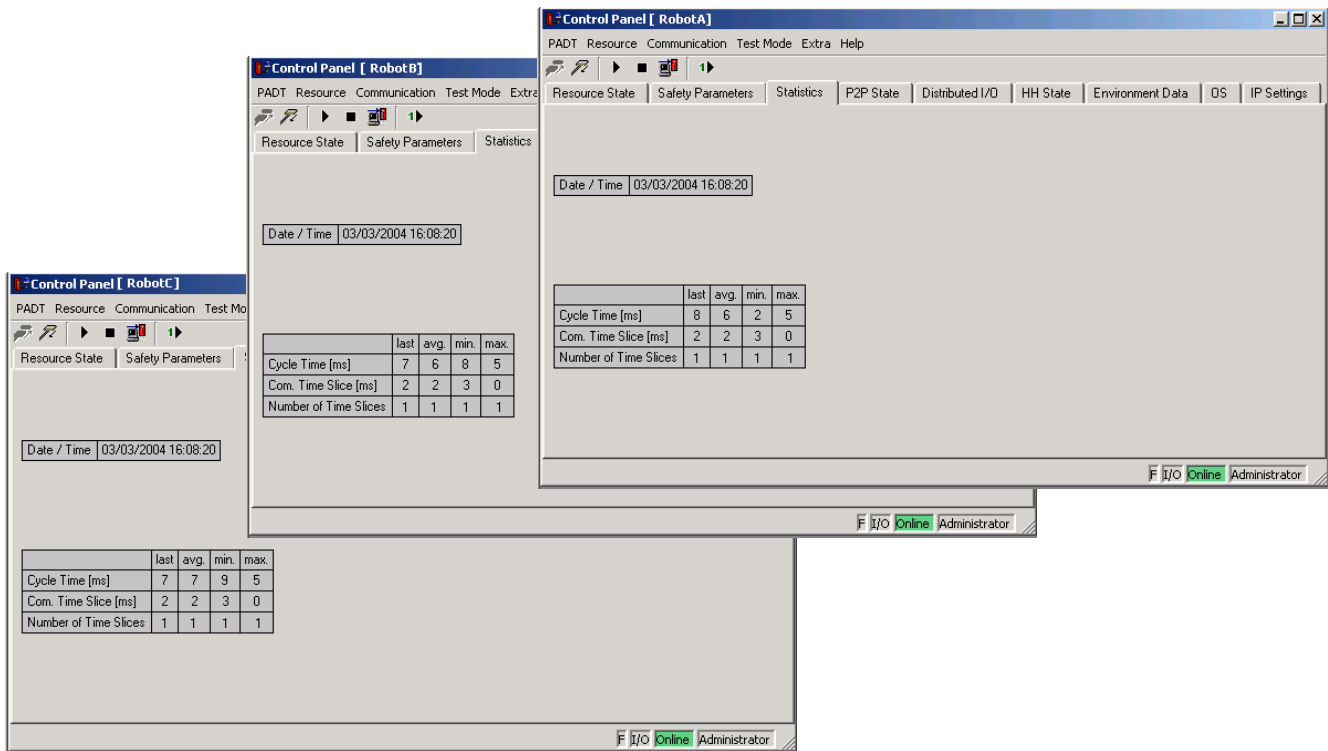 Control Panel [ RobotA]
PADT Resource Communication Test Mode Extra Help
1
Resource State Safety Parameters Statistics P2P State Distributed I/O HH State Environment Data OS IP Settings
Date / Time 03/03/2004 16:08:20
last avg. min. max.
Cycle Time [ms] 8 6 2 5
Com. Time Slice [ms] 2 2 3 0
Number of Time Slices 1 1 1 1
F I/O Online Administrator
Control Panel [ RobotB]
PADT Resource Communication Test Mode Extra
1
Resource State Safety Parameters Statistics
Date / Time 03/03/2004 16:08:20
last avg. min. max.
Cycle Time [ms] 7 6 8 5
Com. Time Slice [ms] 2 2 3 0
Number of Time Slices 1 1 1 1
F I/O Online Administrator
Control Panel [ RobotC]
PADT Resource Communication Test Mo
1
Resource State Safety Parameters
Date / Time 03/03/2004 16:08:20
last avg. min. max.
Cycle Time [ms] 7 7 9 5
Com. Time Slice [ms] 2 2 3 0
Number of Time Slices 1 1 1 1
F I/O Online Administrator